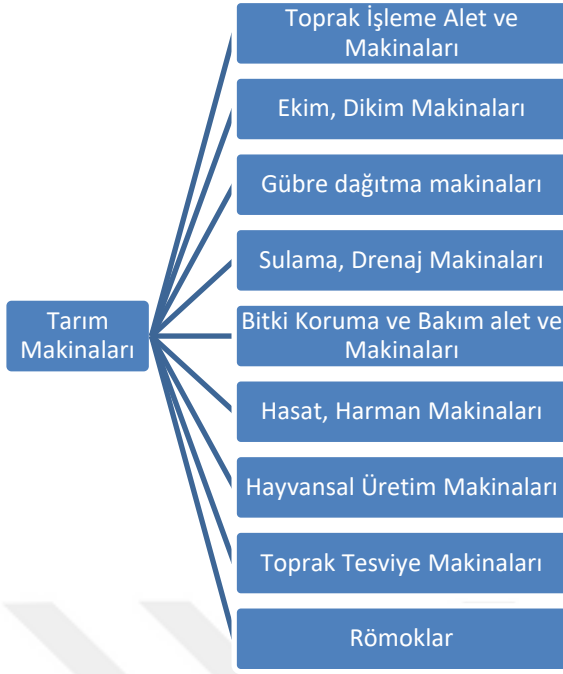 Toprak İşleme Alet ve
Makinaları
Ekim, Dikim Makinaları
Gübre dağıtma makinaları
Sulama, Drenaj Makinaları
Tarım
Makinaları
Bitki Koruma ve Bakım alet ve
Makinaları
Hasat, Harman Makinaları
Hayvansal Üretim Makinaları
Toprak Tesviye Makinaları
Römoklar